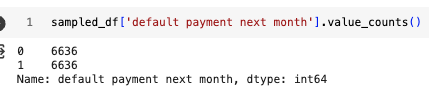 1 sampled_df['default payment next month'].value_counts()
0 6636
1 6636
Name: default payment next month, dtype: int64